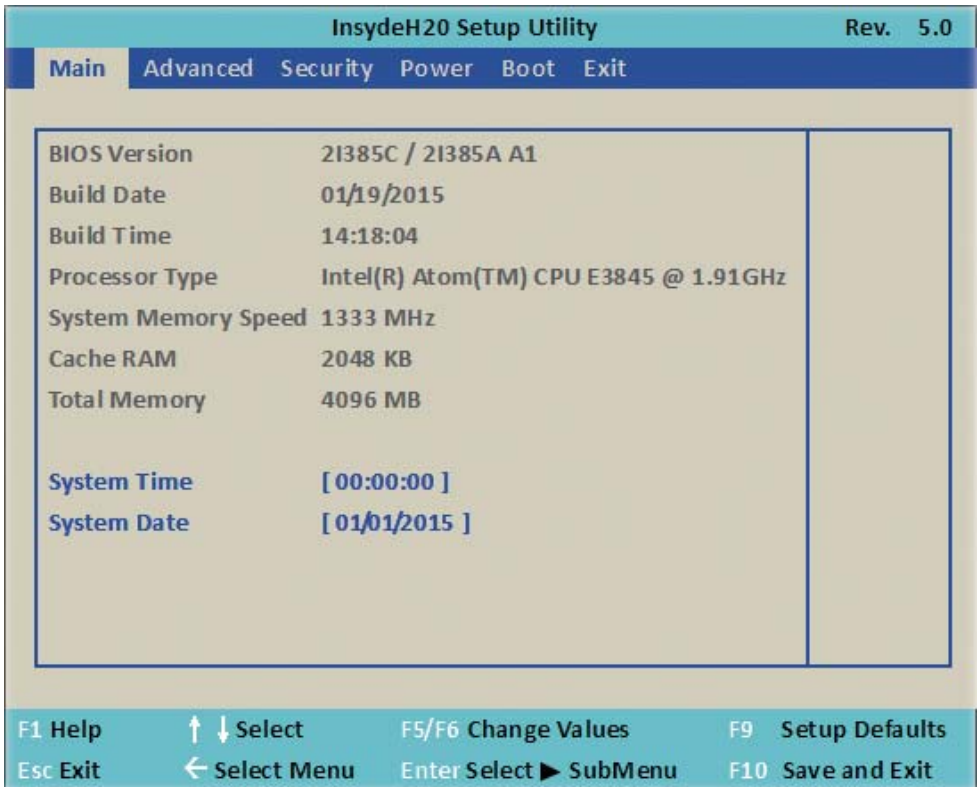 InsydeH20 Setup Utility Rev. 5.0
Main Advanced Security Power Boot Exit
BIOS Version 2I385C / 2I385A A1
Build Date 01/19/2015
Build Time 14:18:04
Processor Type Intel(R) Atom(TM) CPU E3845 @ 1.91GHz
System Memory Speed 1333 MHz
Cache RAM 2048 KB
Total Memory 4096 MB
System Time [ 00:00:00 ]
System Date [ 01/01/2015 ]
F1 Help ↑ ↓ Select F5/F6 Change Values F9 Setup Defaults
Esc Exit ← Select Menu Enter Select ▶ SubMenu F10 Save and Exit